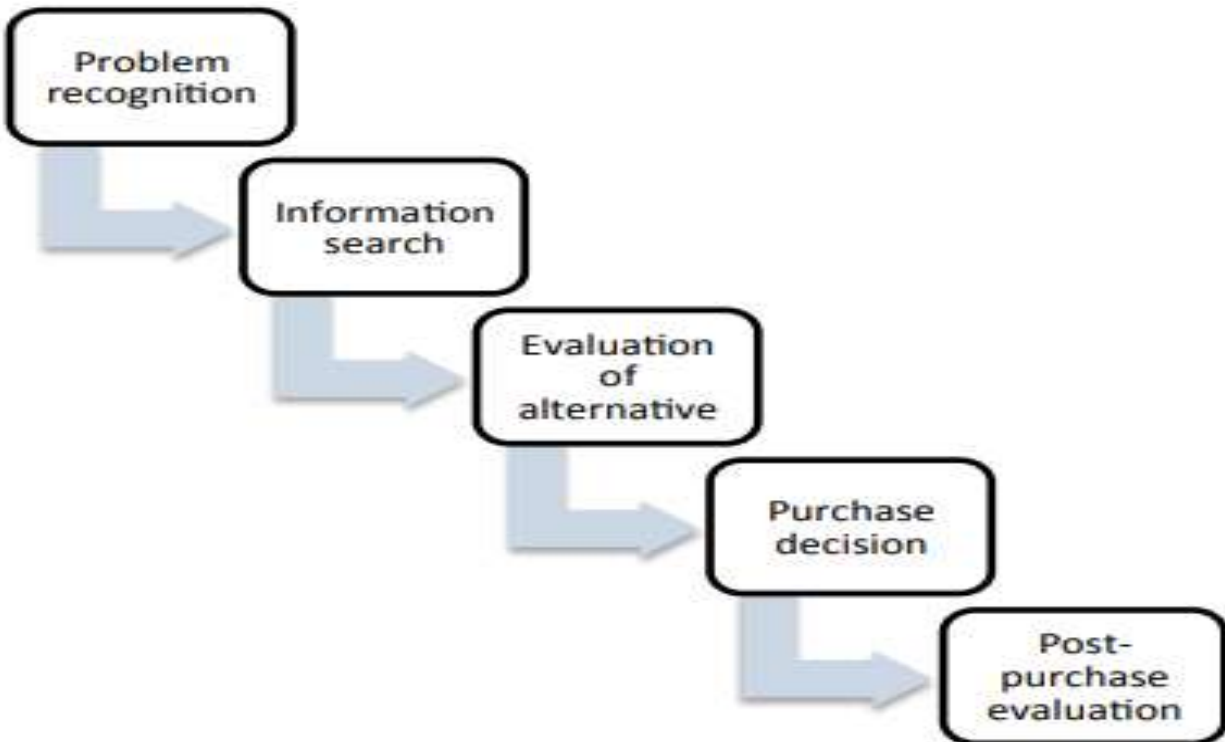 Problem
recognition
Information
search
Evaluation
of
alternative
Purchase
decision
Post-
purchase
evaluation